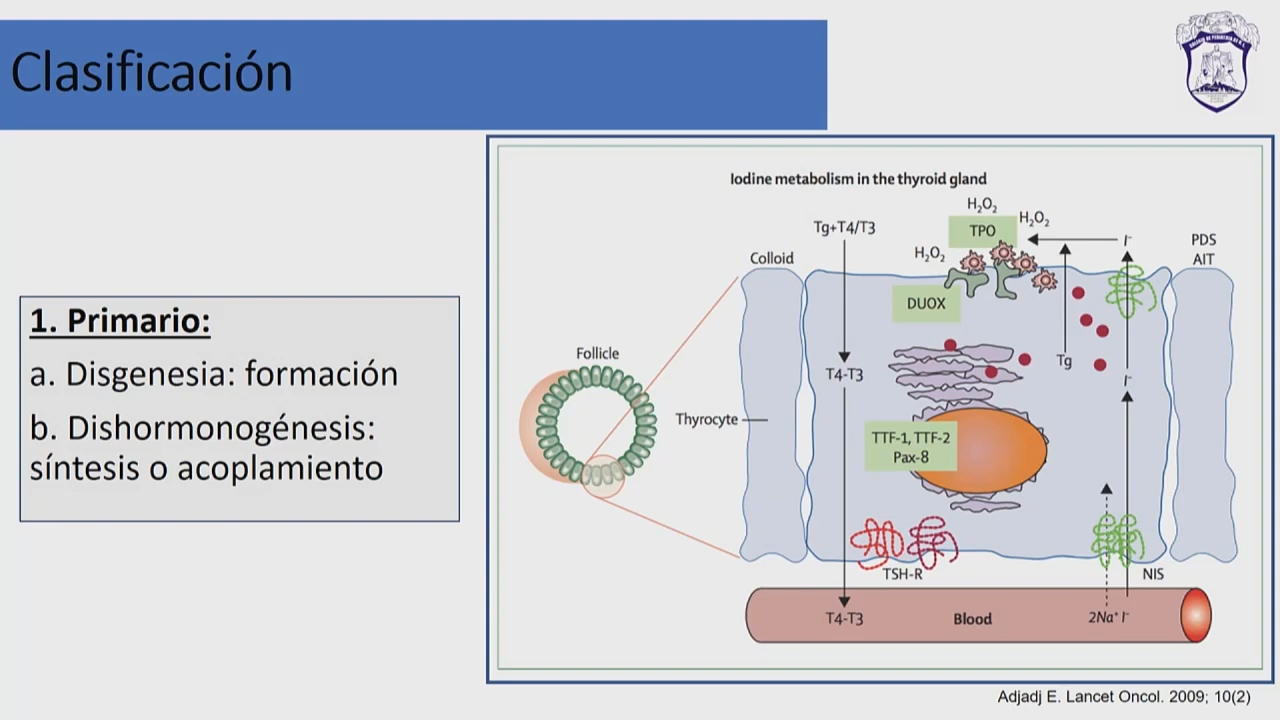 Clasificación
1. Primario:
a. Disgenesia: formación
b. Dishormonogénesis:
síntesis o acoplamiento
Iodine metabolism in the thyroid gland
H₂O₂
H₂O₂
Tg+T4/T3
TPO
I⁻
PDS
AIT
Colloid
H₂O₂
DUOX
Follicle
Tg
T4-T3
I⁻
Thyrocyte
TTF-1, TTF-2
Pax-8
TSH-R
NIS
T4-T3
Blood
2Na⁺ I⁻
Adjadj E. Lancet Oncol. 2009; 10(2)